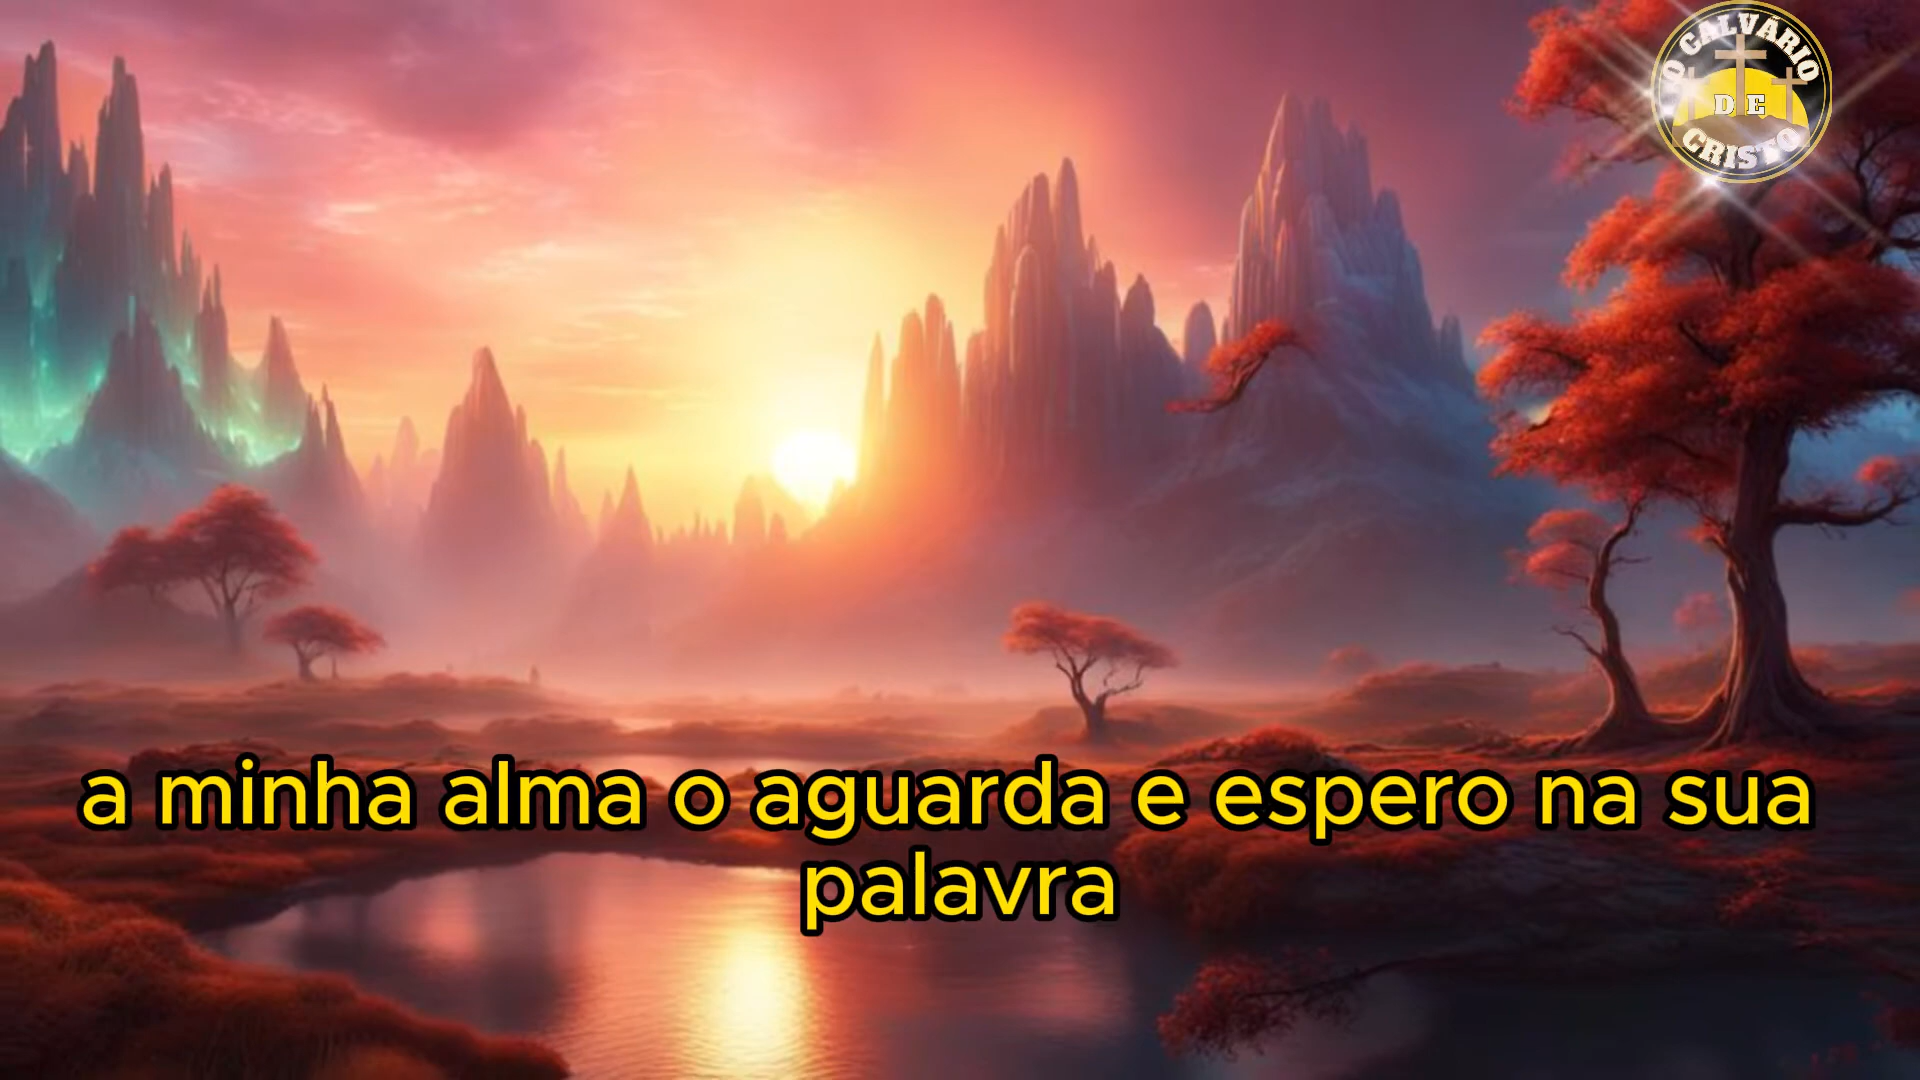 O CALVÁRIO
DE
CRISTO
a minha alma o aguarda e espero na sua
palavra